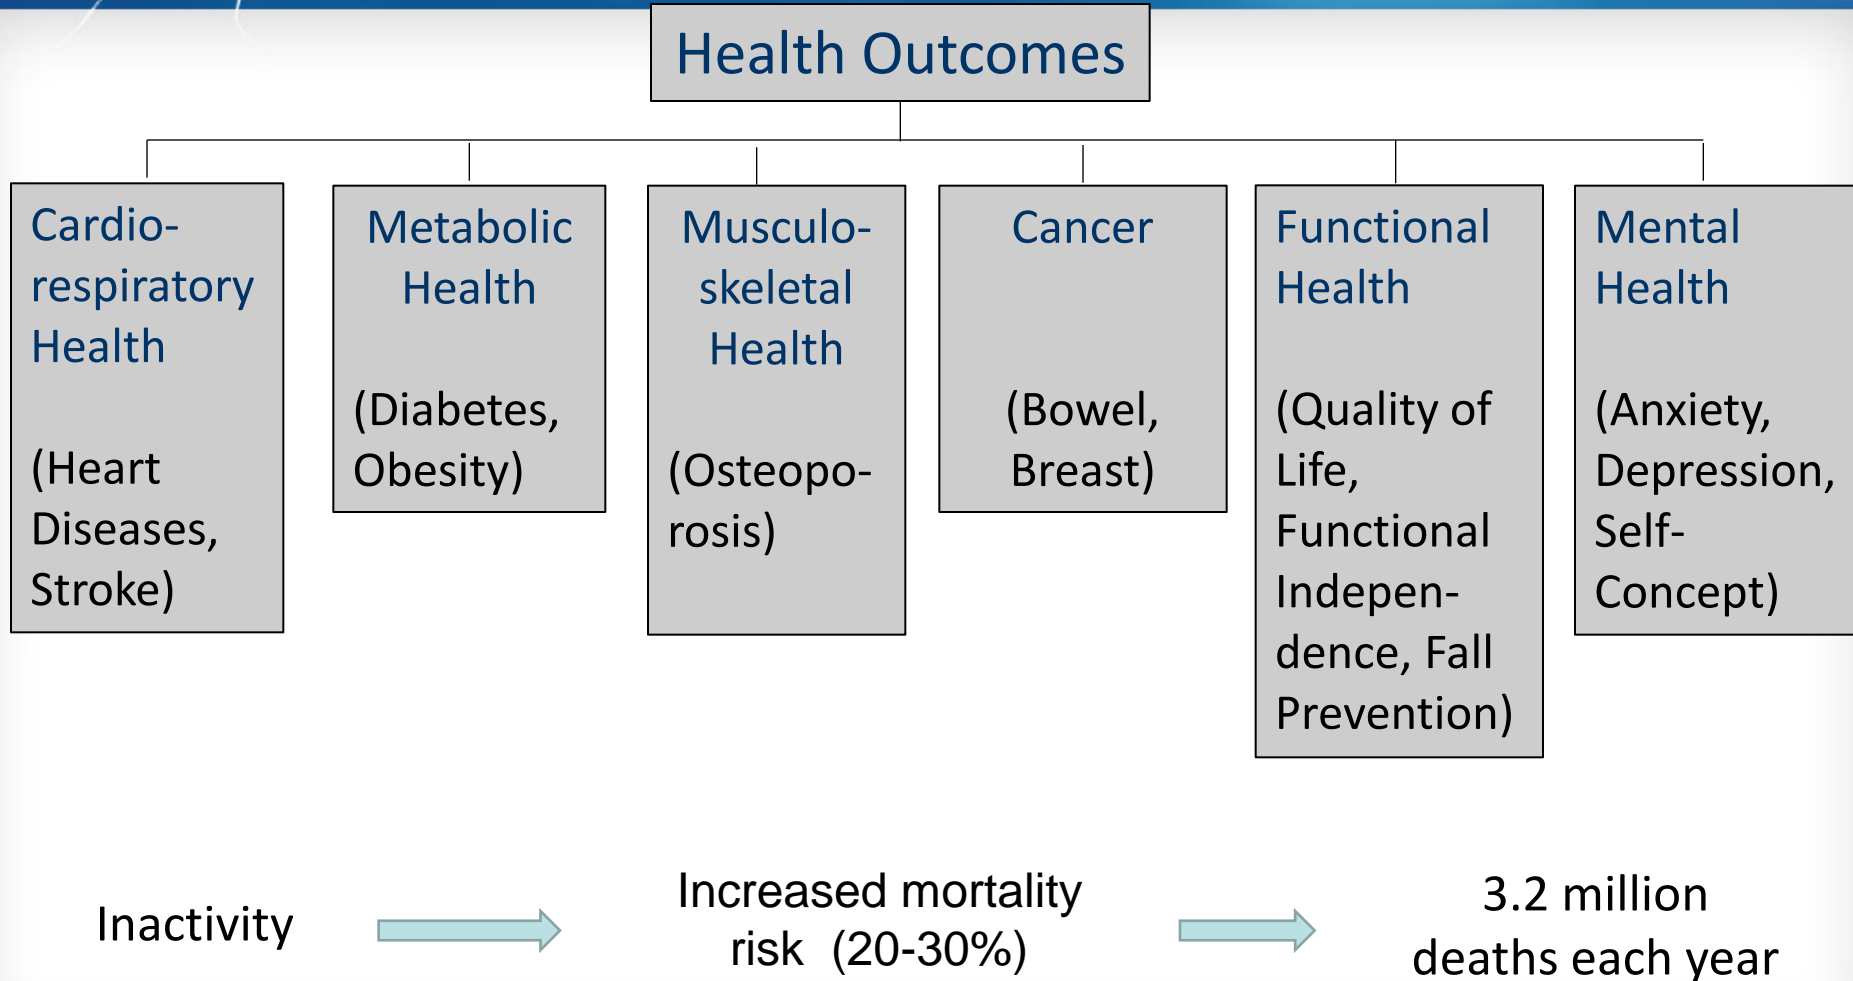 Health Outcomes
Cardio-
respiratory
Health
(Heart
Diseases,
Stroke)
Metabolic
Health
(Diabetes,
Obesity)
Musculo-
skeletal
Health
(Osteopo-
rosis)
Cancer
(Bowel,
Breast)
Functional
Health
(Quality of
Life,
Functional
Indepen-
dence, Fall
Prevention)
Mental
Health
(Anxiety,
Depression,
Self-
Concept)
Inactivity
Increased mortality
risk (20-30%)
3.2 million
deaths each year